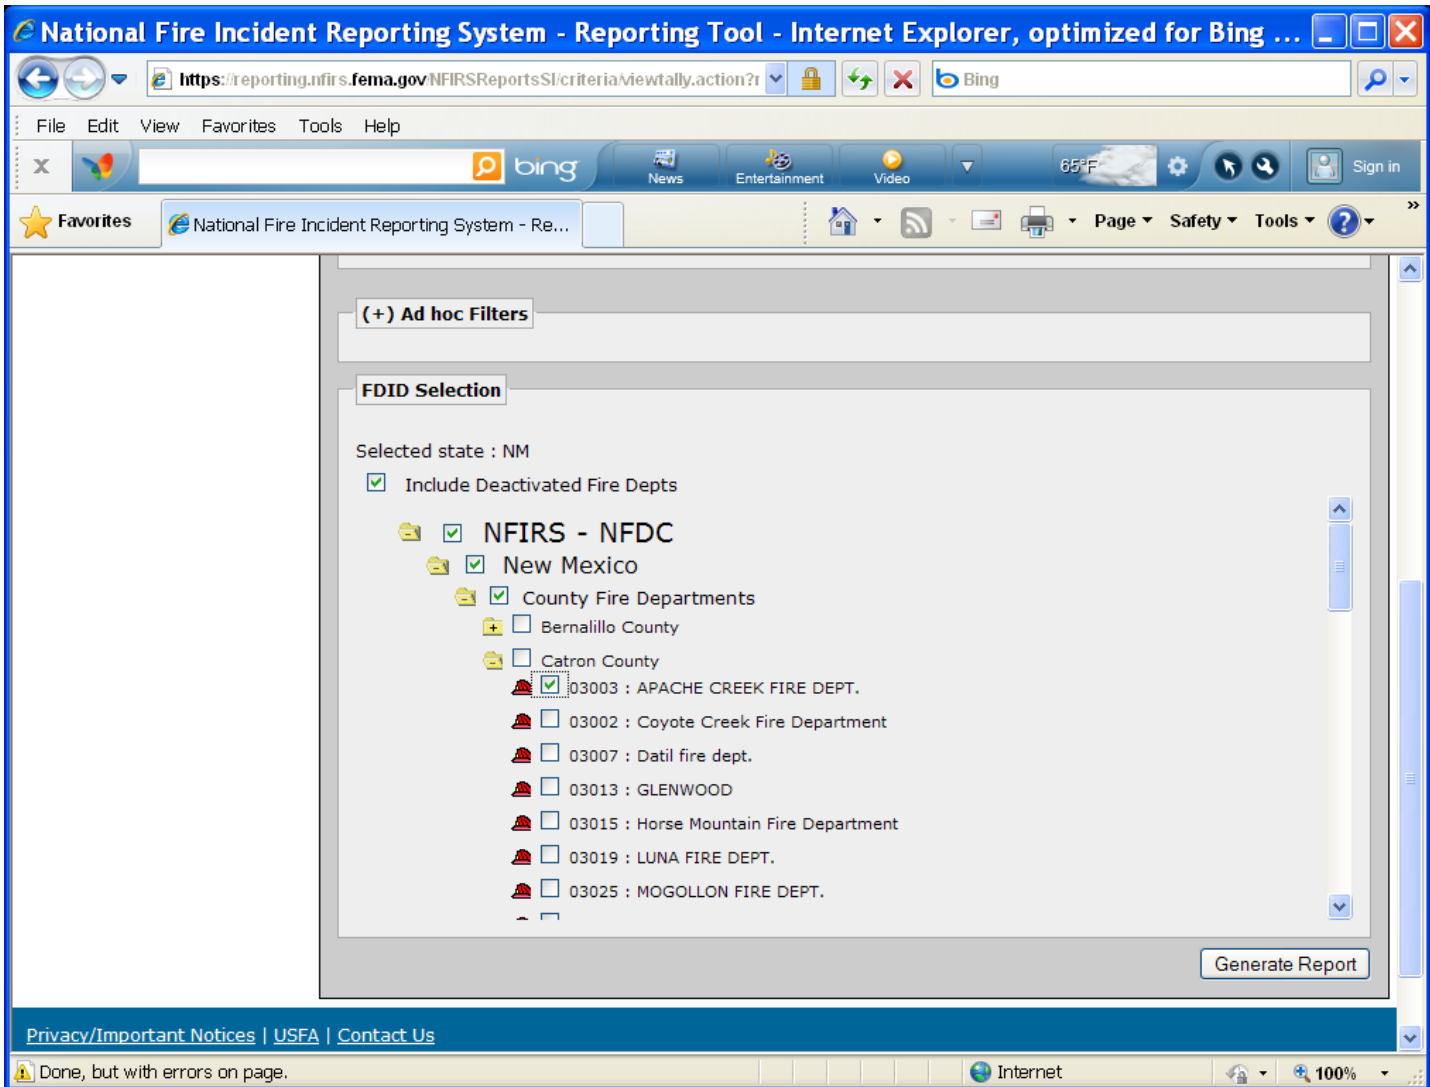 National Fire Incident Reporting System - Reporting Tool - Internet Explorer, optimized for Bing ...
https://reporting.nfirs.fema.gov/NFIRSReportsSI/criteria/viewtally.action?r
Bing
File Edit View Favorites Tools Help
x bing News Entertainment Video 65°F Sign in
Favorites National Fire Incident Reporting System - Re... Page Safety Tools »
(+) Ad hoc Filters
FDID Selection
Selected state : NM
Include Deactivated Fire Depts
NFIRS - NFDC
New Mexico
County Fire Departments
Bernalillo County
Catron County
03003 : APACHE CREEK FIRE DEPT.
03002 : Coyote Creek Fire Department
03007 : Datil fire dept.
03013 : GLENWOOD
03015 : Horse Mountain Fire Department
03019 : LUNA FIRE DEPT.
03025 : MOGOLLON FIRE DEPT.
Generate Report
Privacy/Important Notices | USFA | Contact Us
Done, but with errors on page. Internet 100%